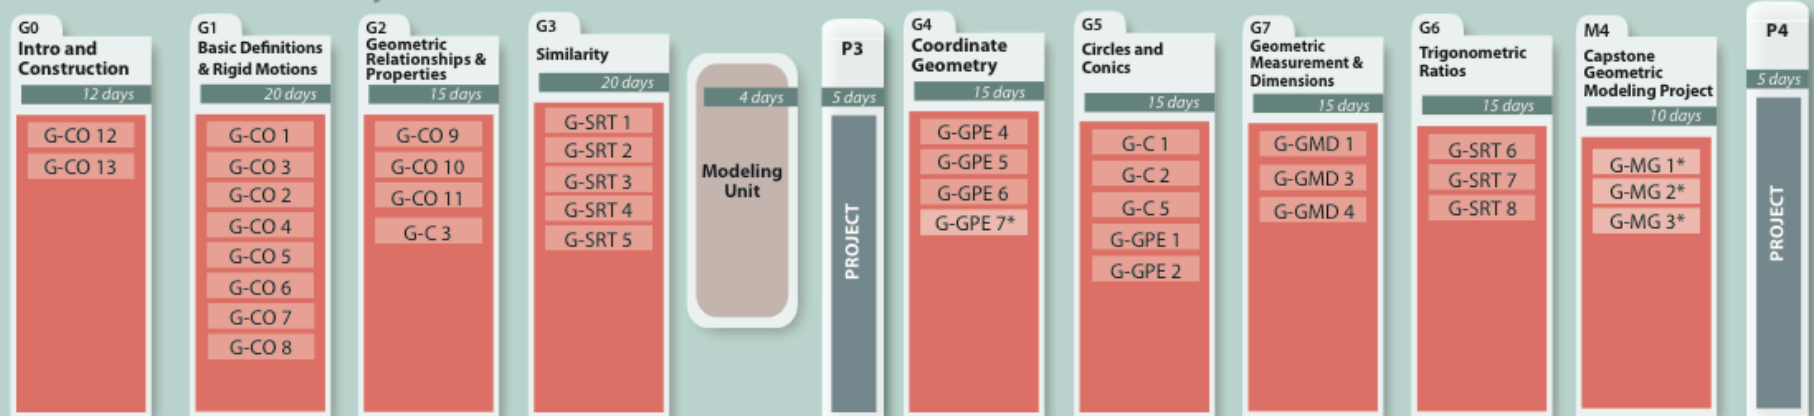 G0
Intro and
Construction
12 days
G-CO 12
G-CO 13
G1
Basic Definitions
& Rigid Motions
20 days
G-CO 1
G-CO 3
G-CO 2
G-CO 4
G-CO 5
G-CO 6
G-CO 7
G-CO 8
G2
Geometric
Relationships &
Properties
15 days
G-CO 9
G-CO 10
G-CO 11
G-C 3
G3
Similarity
20 days
G-SRT 1
G-SRT 2
G-SRT 3
G-SRT 4
G-SRT 5
4 days
Modeling
Unit
P3
5 days
PROJECT
G4
Coordinate
Geometry
15 days
G-GPE 4
G-GPE 5
G-GPE 6
G-GPE 7*
G5
Circles and
Conics
15 days
G-C 1
G-C 2
G-C 5
G-GPE 1
G-GPE 2
G7
Geometric
Measurement &
Dimensions
15 days
G-GMD 1
G-GMD 3
G-GMD 4
G6
Trigonometric
Ratios
15 days
G-SRT 6
G-SRT 7
G-SRT 8
M4
Capstone
Geometric
Modeling Project
10 days
G-MG 1*
G-MG 2*
G-MG 3*
P4
5 days
PROJECT